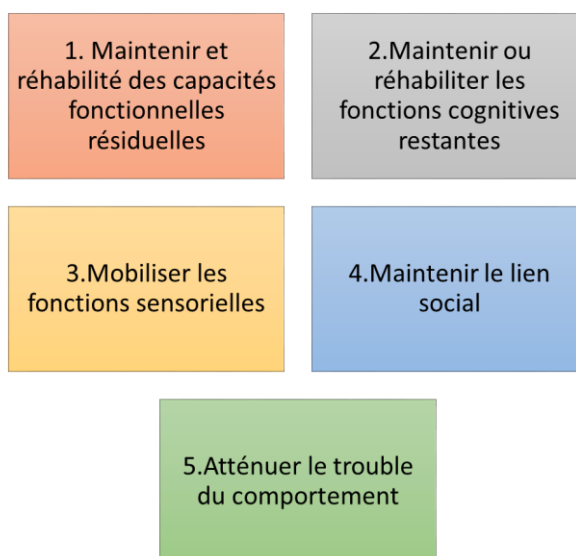 1. Maintenir et
réhabilité des capacités
fonctionnelles
résiduelles
2.Maintenir ou
réhabiliter les
fonctions cognitives
restantes
3.Mobiliser les
fonctions sensorielles
4.Maintenir le lien
social
5.Atténuer le trouble
du comportement